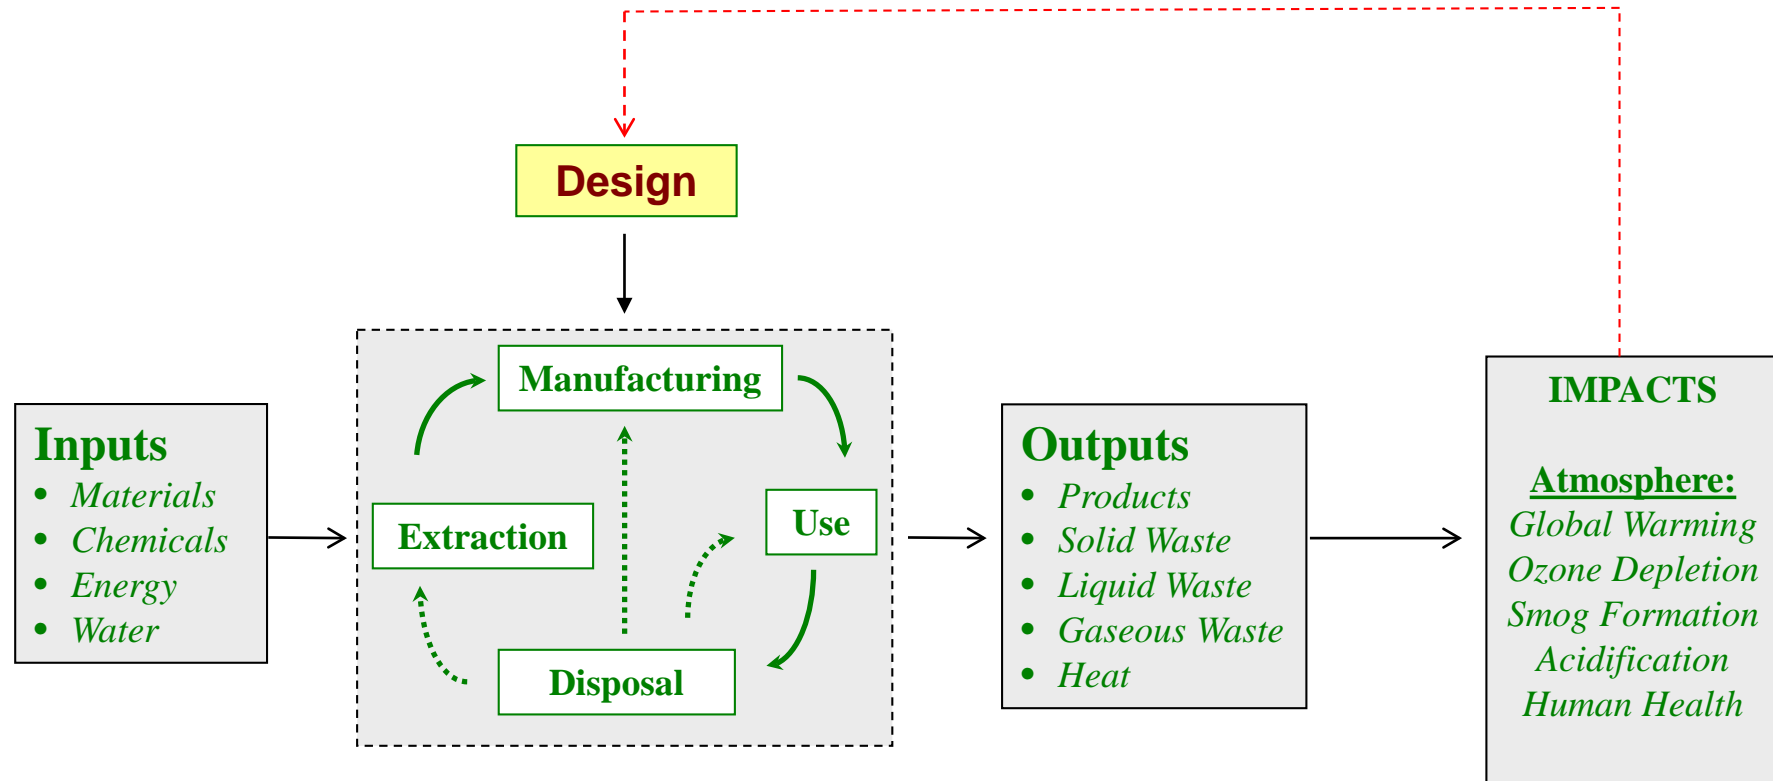 Design
Manufacturing
Extraction
Use
Disposal
Inputs
• Materials
• Chemicals
• Energy
• Water
Outputs
• Products
• Solid Waste
• Liquid Waste
• Gaseous Waste
• Heat
IMPACTS
Atmosphere:
Global Warming
Ozone Depletion
Smog Formation
Acidification
Human Health